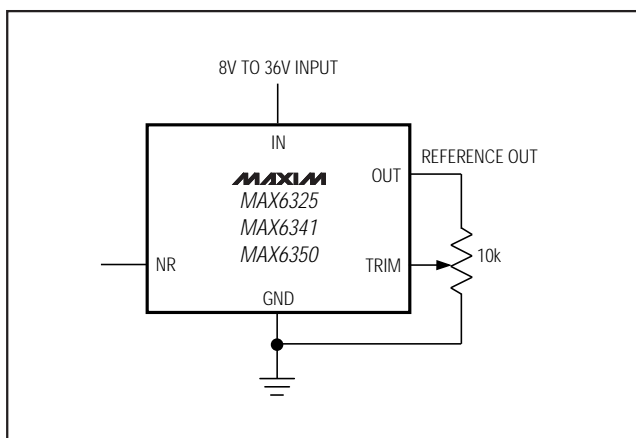 8V TO 36V INPUT
IN
REFERENCE OUT
OUT
MAXIM
MAX6325
MAX6341
MAX6350
NR
TRIM
10k
GND